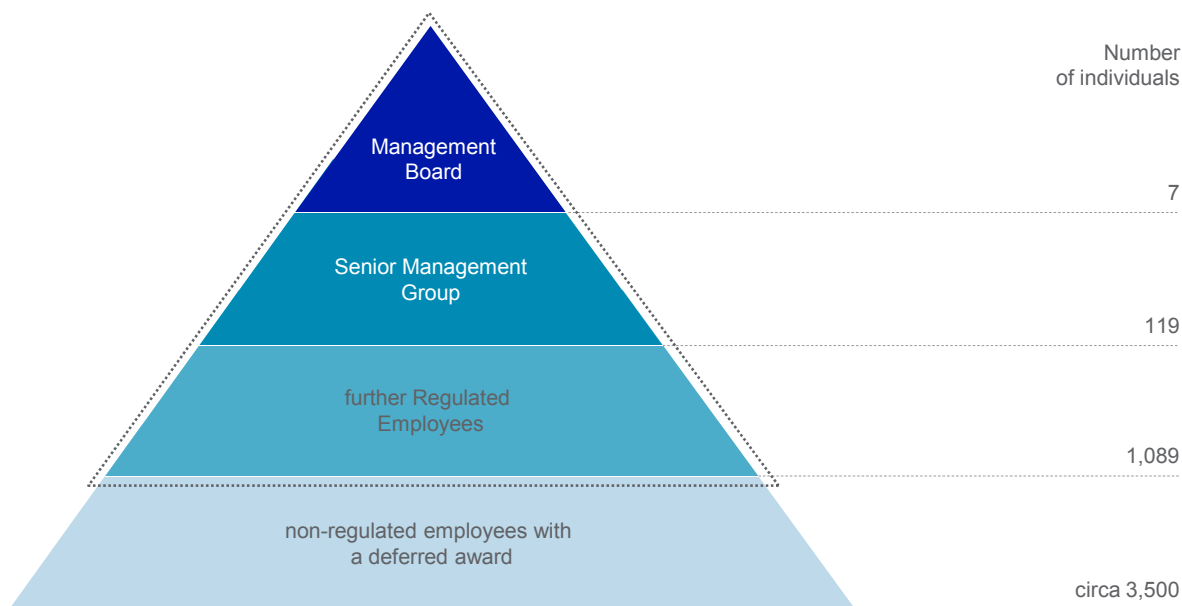 Number
of individuals
Management
Board
7
Senior Management
Group
119
further Regulated
Employees
1,089
non-regulated employees with
a deferred award
circa 3,500